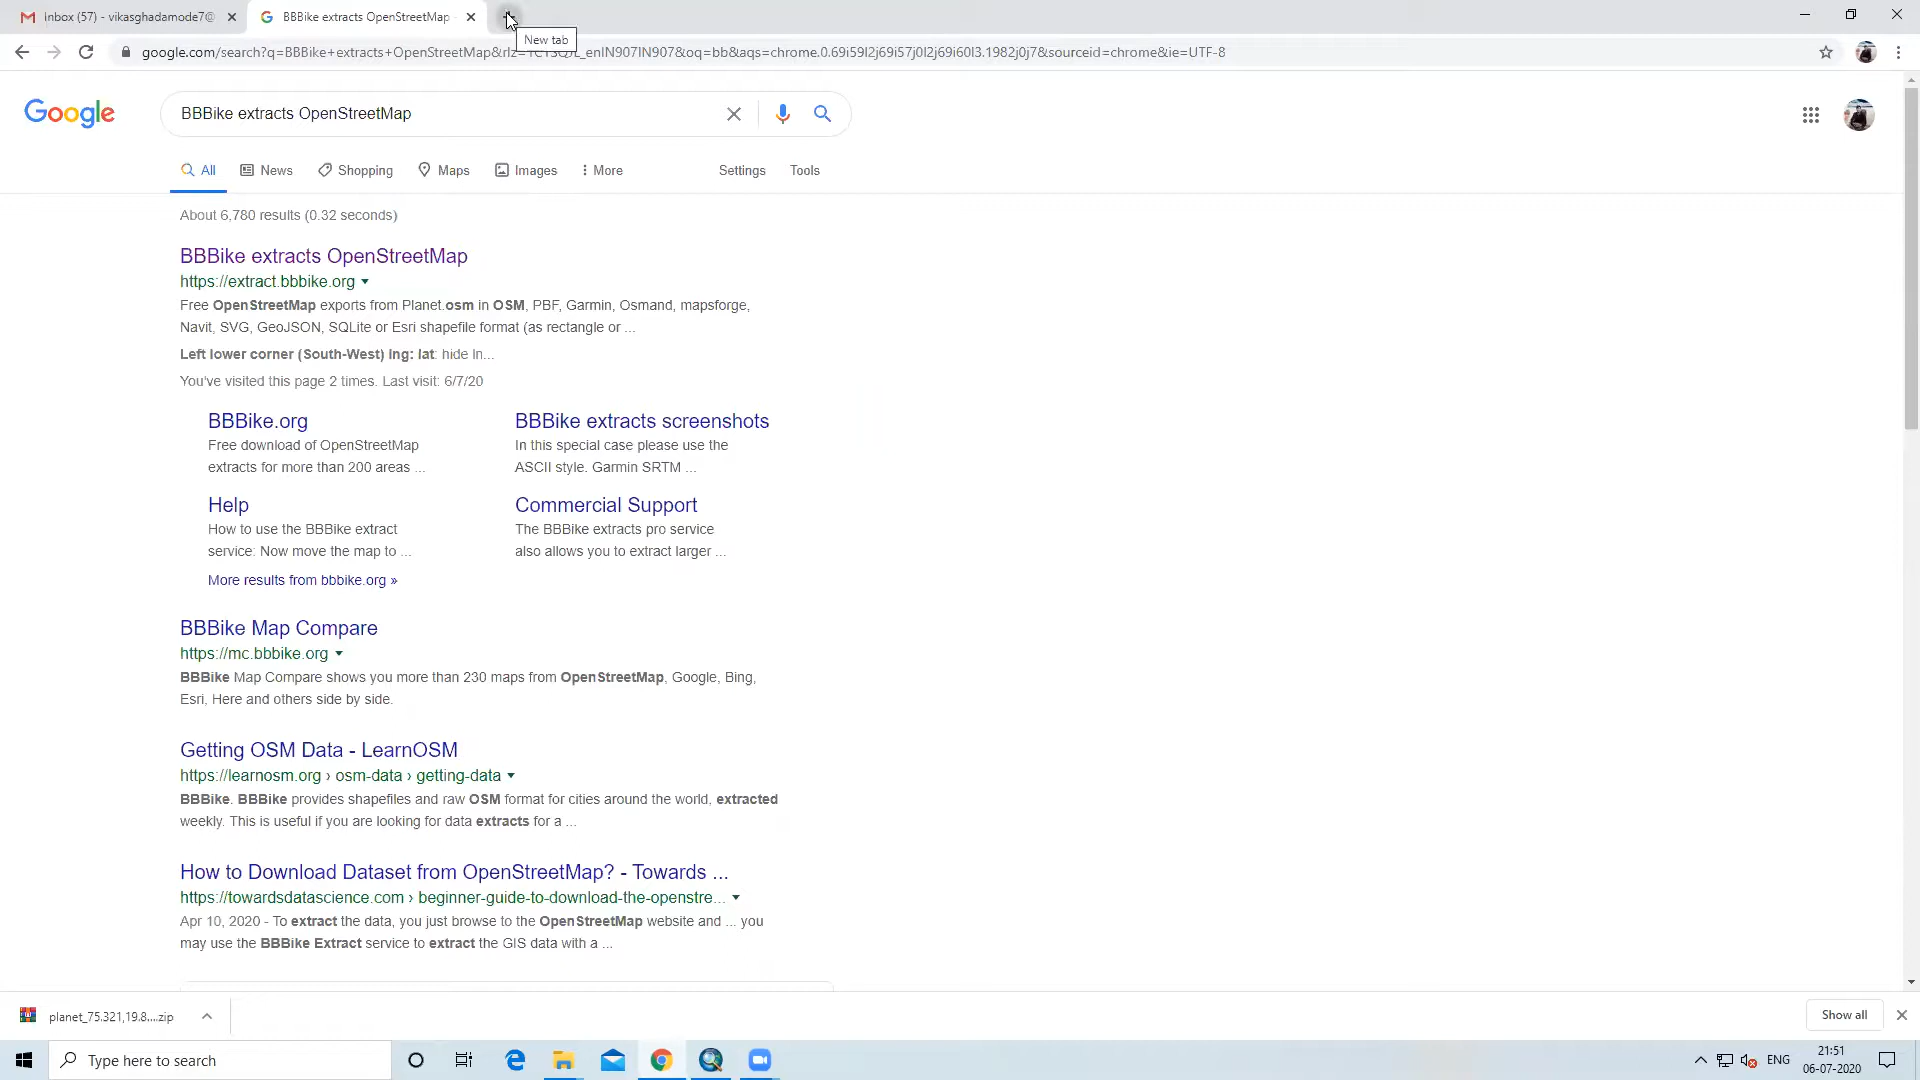 Inbox (57) - vikasghadamode7@
BBBike extracts OpenStreetMap
New tab
google.com/search?q=BBBike+extracts+OpenStreetMap&rlz=1C1SQJL_enIN907IN907&oq=bb&aqs=chrome.0.69i59l2j69i57j0l2j69i60l3.1982j0j7&sourceid=chrome&ie=UTF-8
Google
BBBike extracts OpenStreetMap
All
News
Shopping
Maps
Images
More
Settings
Tools
About 6,780 results (0.32 seconds)
BBBike extracts OpenStreetMap
https://extract.bbbike.org
Free OpenStreetMap exports from Planet.osm in OSM, PBF, Garmin, Osmand, mapsforge,
Navit, SVG, GeoJSON, SQLite or Esri shapefile format (as rectangle or ...
Left lower corner (South-West) lng: lat: hide ln...
You've visited this page 2 times. Last visit: 6/7/20
BBBike.org
Free download of OpenStreetMap
extracts for more than 200 areas ...
BBBike extracts screenshots
In this special case please use the
ASCII style. Garmin SRTM ...
Help
How to use the BBBike extract
service: Now move the map to ...
Commercial Support
The BBBike extracts pro service
also allows you to extract larger ...
More results from bbbike.org »
BBBike Map Compare
https://mc.bbbike.org
BBBike Map Compare shows you more than 230 maps from OpenStreetMap, Google, Bing,
Esri, Here and others side by side.
Getting OSM Data - LearnOSM
https://learnosm.org › osm-data › getting-data
BBBike. BBBike provides shapefiles and raw OSM format for cities around the world, extracted
weekly. This is useful if you are looking for data extracts for a ...
How to Download Dataset from OpenStreetMap? - Towards ...
https://towardsdatascience.com › beginner-guide-to-download-the-openstre...
Apr 10, 2020 - To extract the data, you just browse to the OpenStreetMap website and ... you
may use the BBBike Extract service to extract the GIS data with a ...
planet_75.321,19.8....zip
Show all
Type here to search
ENG
21:51
06-07-2020